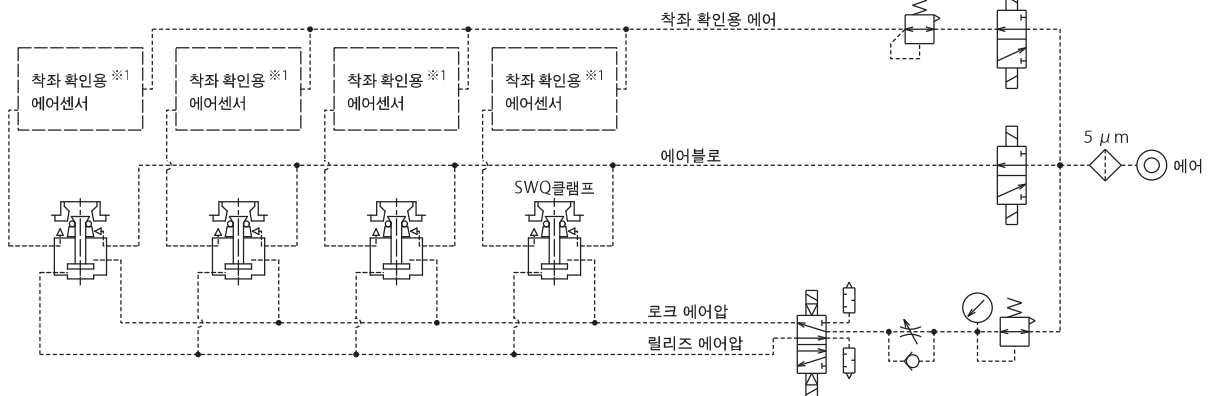 착좌 확인용 에어
착좌 확인용 ※1
에어센서
착좌 확인용 ※1
에어센서
착좌 확인용 ※1
에어센서
착좌 확인용 ※1
에어센서
5 μm
에어블로
에어
SWQ클램프
로크 에어압
릴리즈 에어압